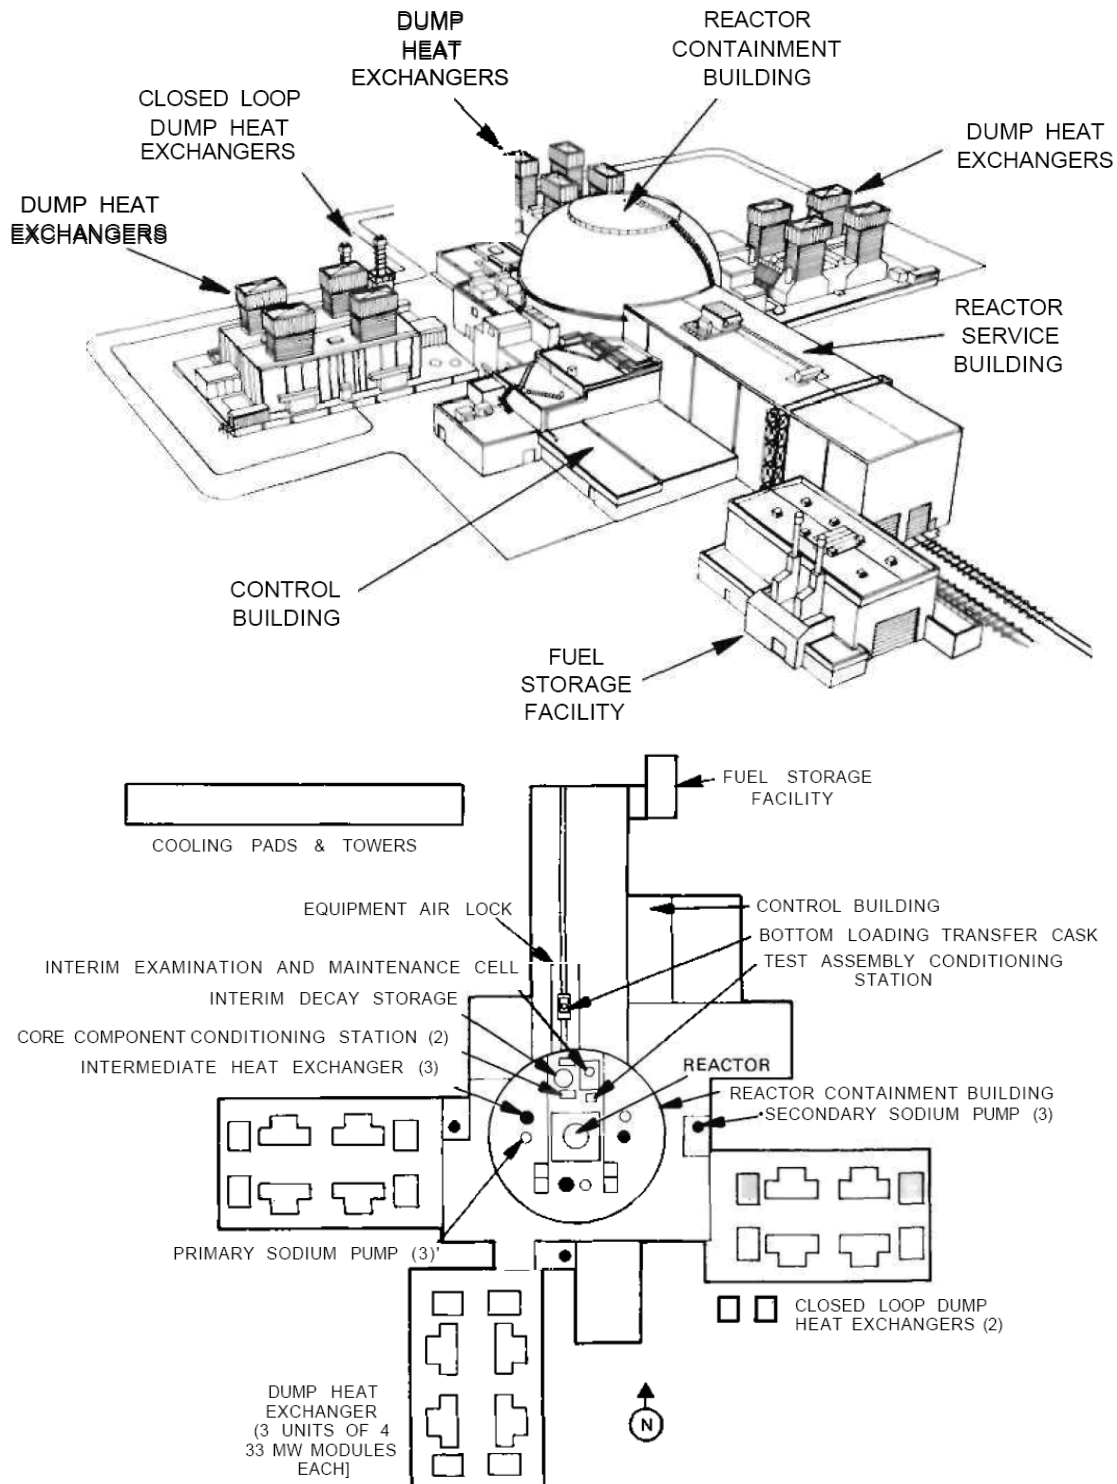 DUMP
HEAT
EXCHANGERS
REACTOR
CONTAINMENT
BUILDING
CLOSED LOOP
DUMP HEAT
EXCHANGERS
DUMP HEAT
EXCHANGERS
DUMP HEAT
EXCHANGERS
REACTOR
SERVICE
BUILDING
CONTROL
BUILDING
FUEL
STORAGE
FACILITY
FUEL STORAGE
FACILITY
COOLING PADS & TOWERS
EQUIPMENT AIR LOCK
CONTROL BUILDING
BOTTOM LOADING TRANSFER CASK
TEST ASSEMBLY CONDITIONING
STATION
INTERIM EXAMINATION AND MAINTENANCE CELL
INTERIM DECAY STORAGE
CORE COMPONENT CONDITIONING STATION (2)
INTERMEDIATE HEAT EXCHANGER (3)
REACTOR
REACTOR CONTAINMENT BUILDING
SECONDARY SODIUM PUMP (3)
PRIMARY SODIUM PUMP (3)
CLOSED LOOP DUMP
HEAT EXCHANGERS (2)
DUMP HEAT
EXCHANGER
(3 UNITS OF 4
33 MW MODULES
EACH]
N